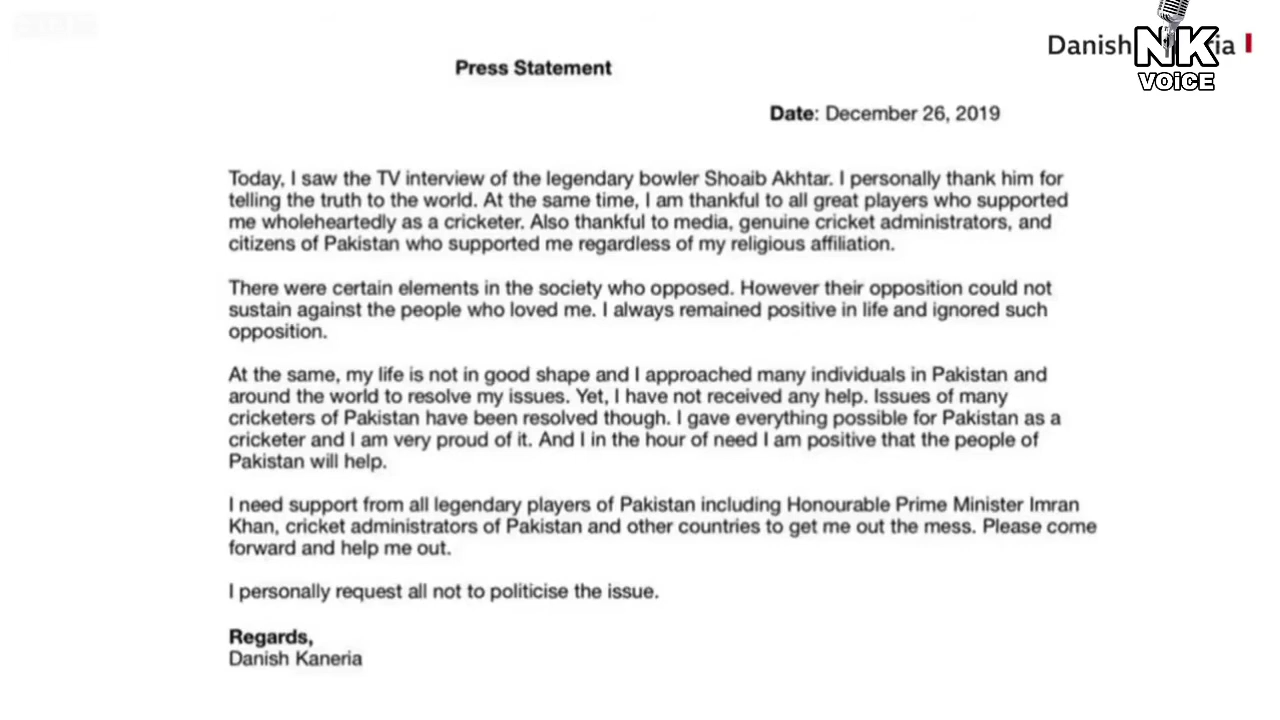 Danish
ria
NK
VOiCE
Press Statement
Date: December 26, 2019
Today, I saw the TV interview of the legendary bowler Shoaib Akhtar. I personally thank him for
telling the truth to the world. At the same time, I am thankful to all great players who supported
me wholeheartedly as a cricketer. Also thankful to media, genuine cricket administrators, and
citizens of Pakistan who supported me regardless of my religious affiliation.
There were certain elements in the society who opposed. However their opposition could not
sustain against the people who loved me. I always remained positive in life and ignored such
opposition.
At the same, my life is not in good shape and I approached many individuals in Pakistan and
around the world to resolve my issues. Yet, I have not received any help. Issues of many
cricketers of Pakistan have been resolved though. I gave everything possible for Pakistan as a
cricketer and I am very proud of it. And I in the hour of need I am positive that the people of
Pakistan will help.
I need support from all legendary players of Pakistan including Honourable Prime Minister Imran
Khan, cricket administrators of Pakistan and other countries to get me out the mess. Please come
forward and help me out.
I personally request all not to politicise the issue.
Regards,
Danish Kaneria